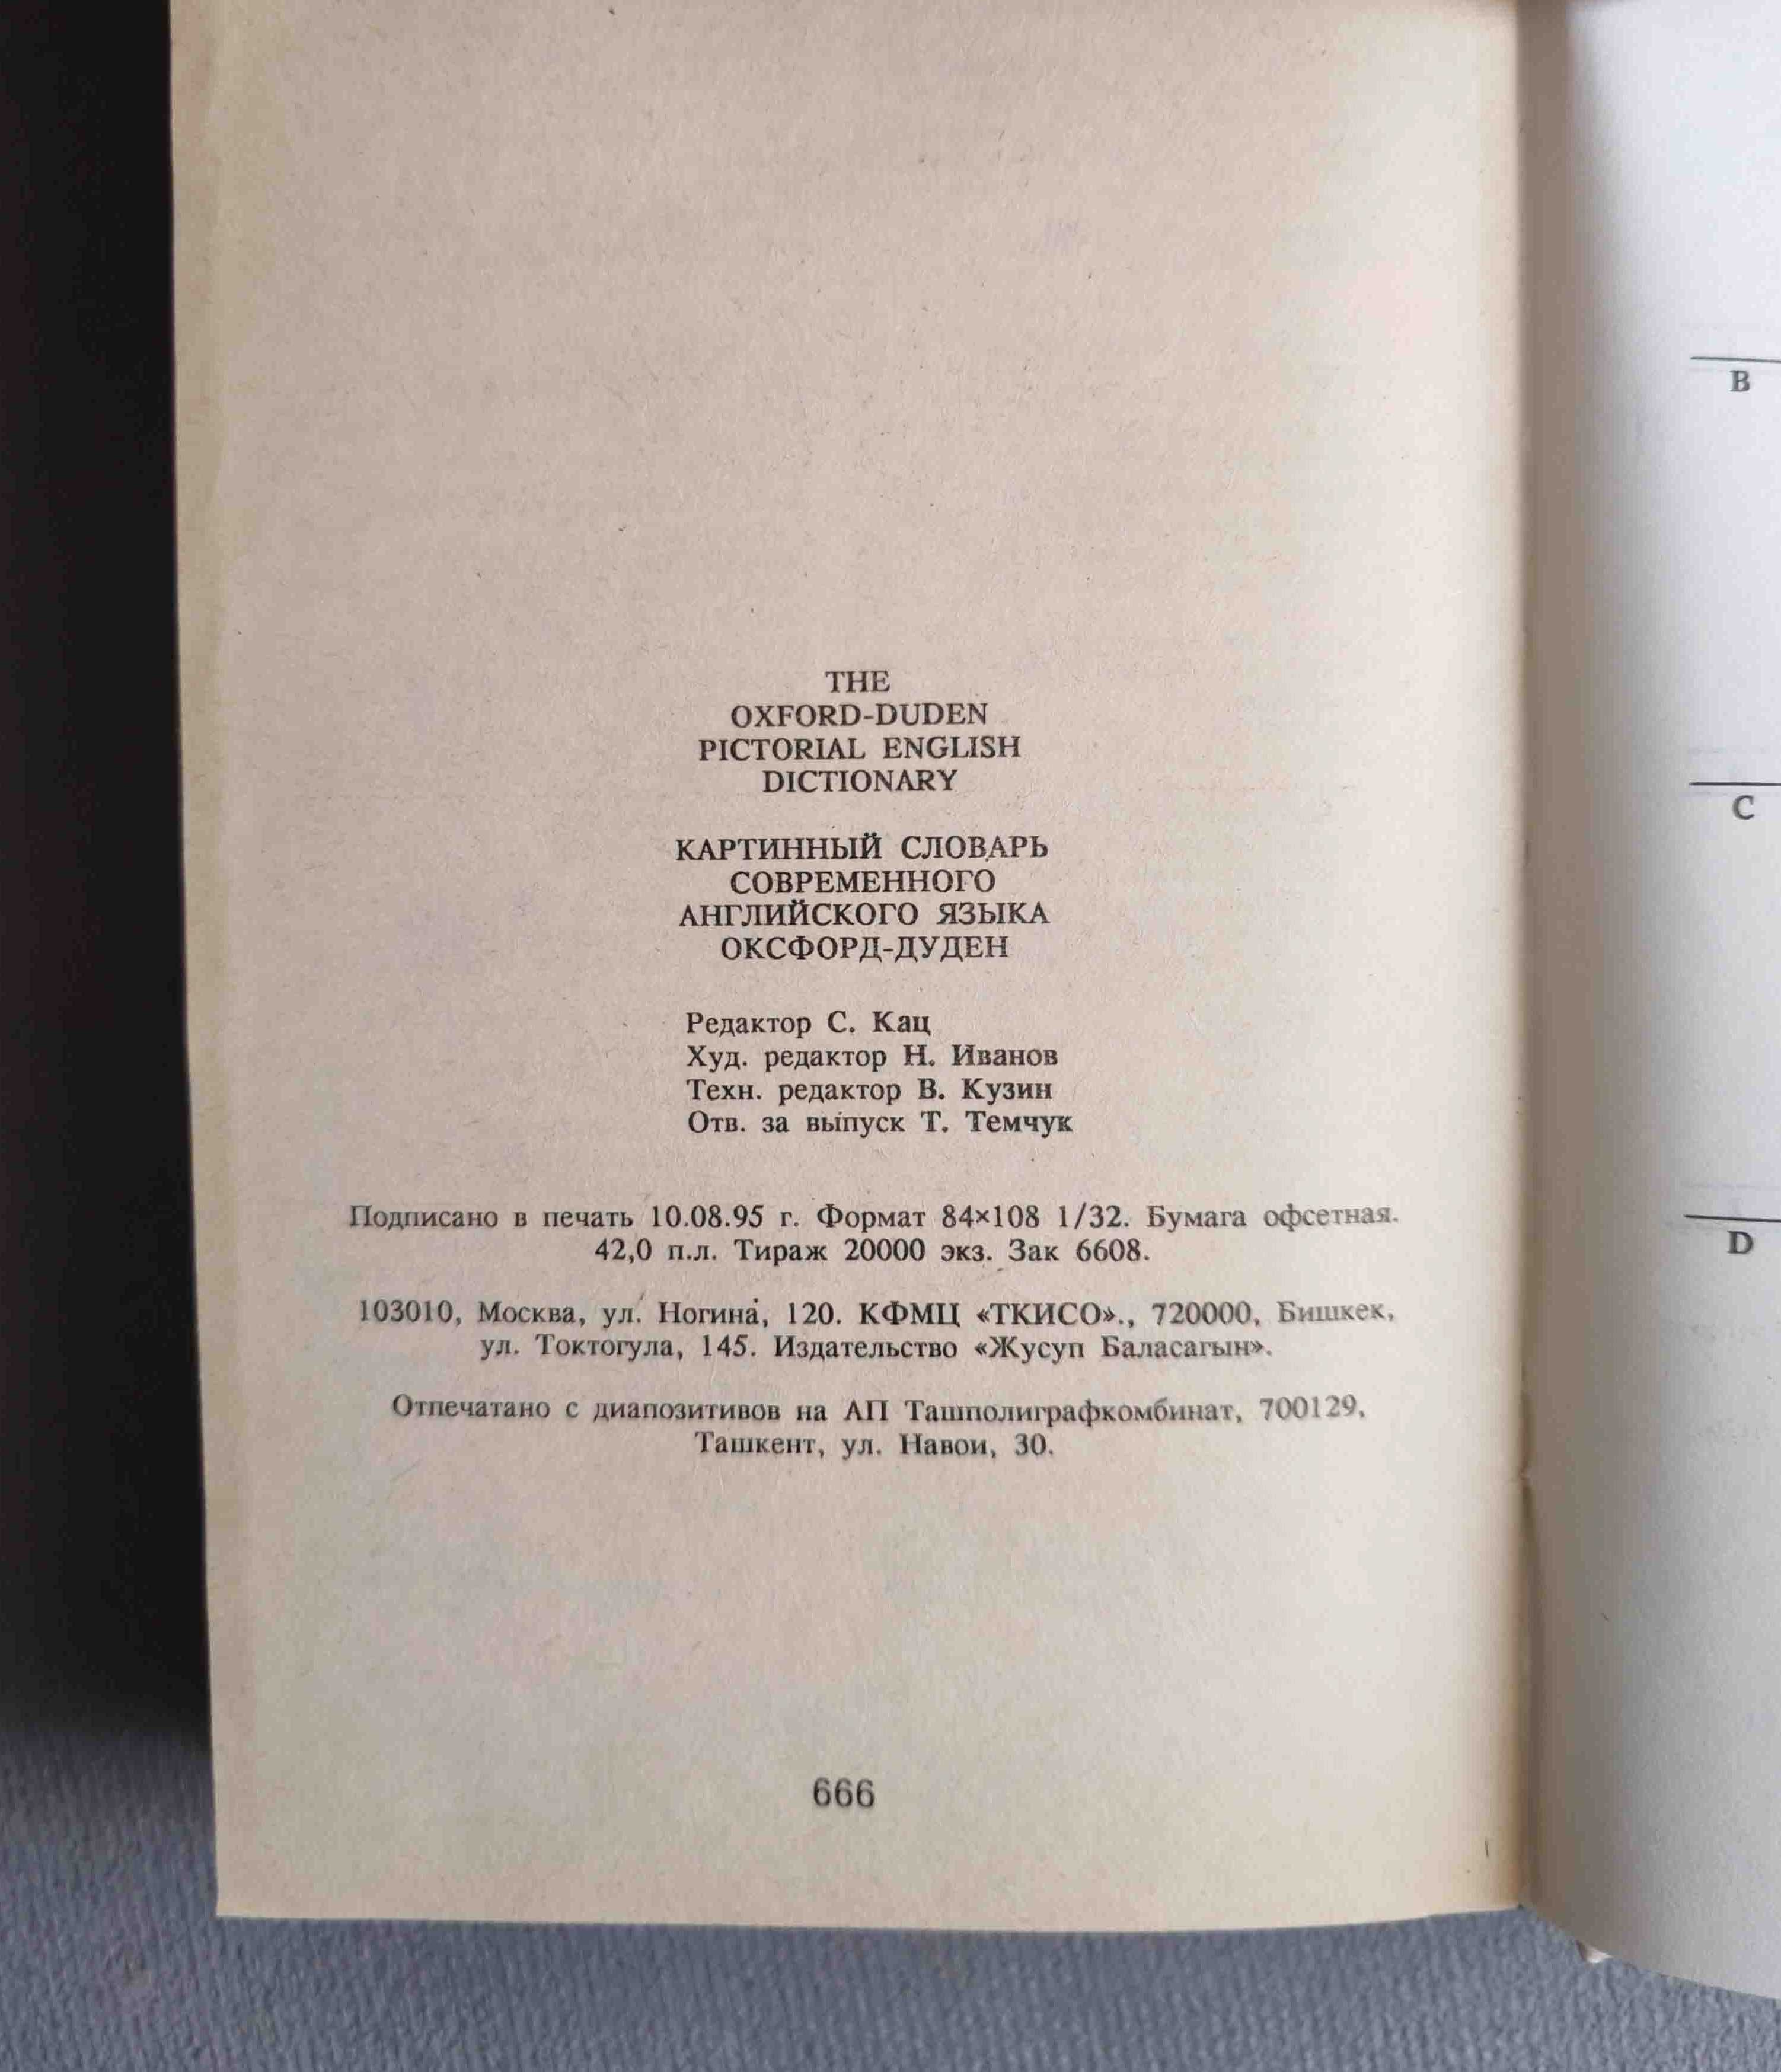 THE
OXFORD-DUDEN
PICTORIAL ENGLISH
DICTIONARY
КАРТИННЫЙ СЛОВАРЬ
СОВРЕМЕННОГО
АНГЛИЙСКОГО ЯЗЫКА
ОКСФОРД-ДУДЕН
Редактор С. Кац
Худ. редактор Н. Иванов
Техн. редактор В. Кузин
Отв. за выпуск Т. Темчук
Подписано в печать 10.08.95 г. Формат 84×108 1/32. Бумага офсетная.
42,0 п.л. Тираж 20000 экз. Зак 6608.
103010, Москва, ул. Ногина, 120. КФМЦ «ТКИСО»., 720000, Бишкек,
ул. Токтогула, 145. Издательство «Жусуп Баласагын».
Отпечатано с диапозитивов на АП Ташполиграфкомбинат, 700129,
Ташкент, ул. Навои, 30.
666
B
C
D